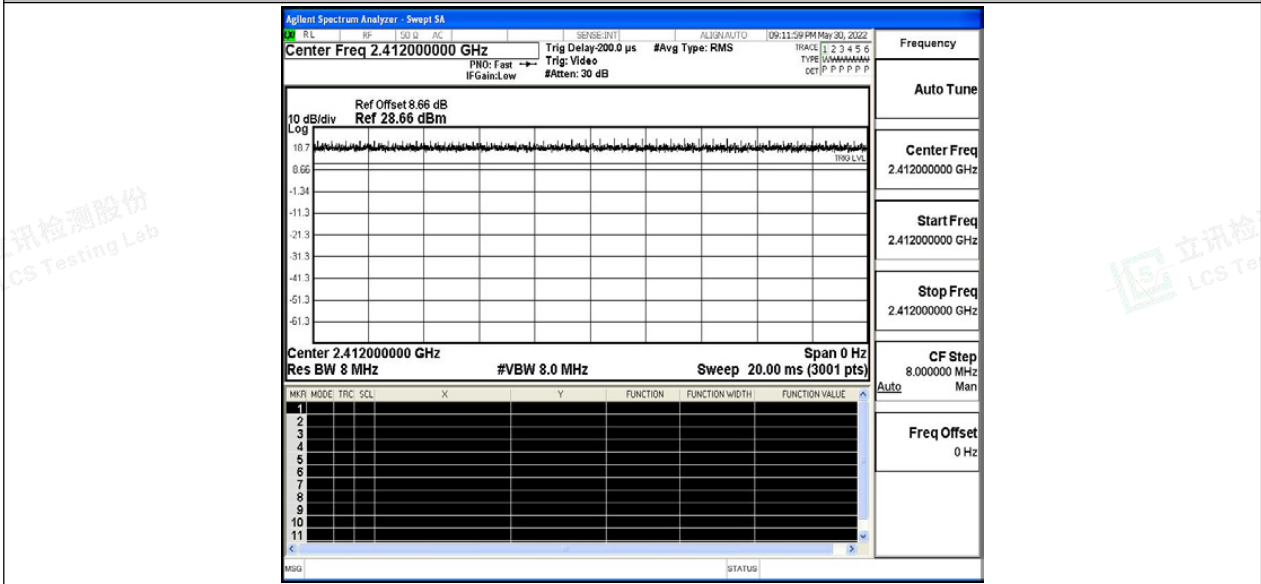 Agilent Spectrum Analyzer - Swept SA
RL RF 50 Ω AC SENSE:INT ALIGNAUTO 09:11:59 PM May 30, 2022
Center Freq 2.412000000 GHz
PNO: Fast
IFGain:Low
Trig Delay-200.0 µs
Trig: Video
#Atten: 30 dB
#Avg Type: RMS
TRACE 1 2 3 4 5 6
TYPE
DET P P P P P P
Frequency
Auto Tune
Center Freq
2.412000000 GHz
Start Freq
2.412000000 GHz
Stop Freq
2.412000000 GHz
CF Step
8.000000 MHz
Auto Man
Freq Offset
0 Hz
Ref Offset 8.66 dB
10 dB/div Ref 28.66 dBm
Log
18.7
8.66
-1.34
-11.3
-21.3
-31.3
-41.3
-51.3
-61.3
TRIG LVL
Center 2.412000000 GHz Span 0 Hz
Res BW 8 MHz #VBW 8.0 MHz Sweep 20.00 ms (3001 pts)
MKR MODE TRC SCL X Y FUNCTION FUNCTION WIDTH FUNCTION VALUE
1
2
3
4
5
6
7
8
9
10
11
MSG STATUS
立讯检测股份
LCS Testing Lab